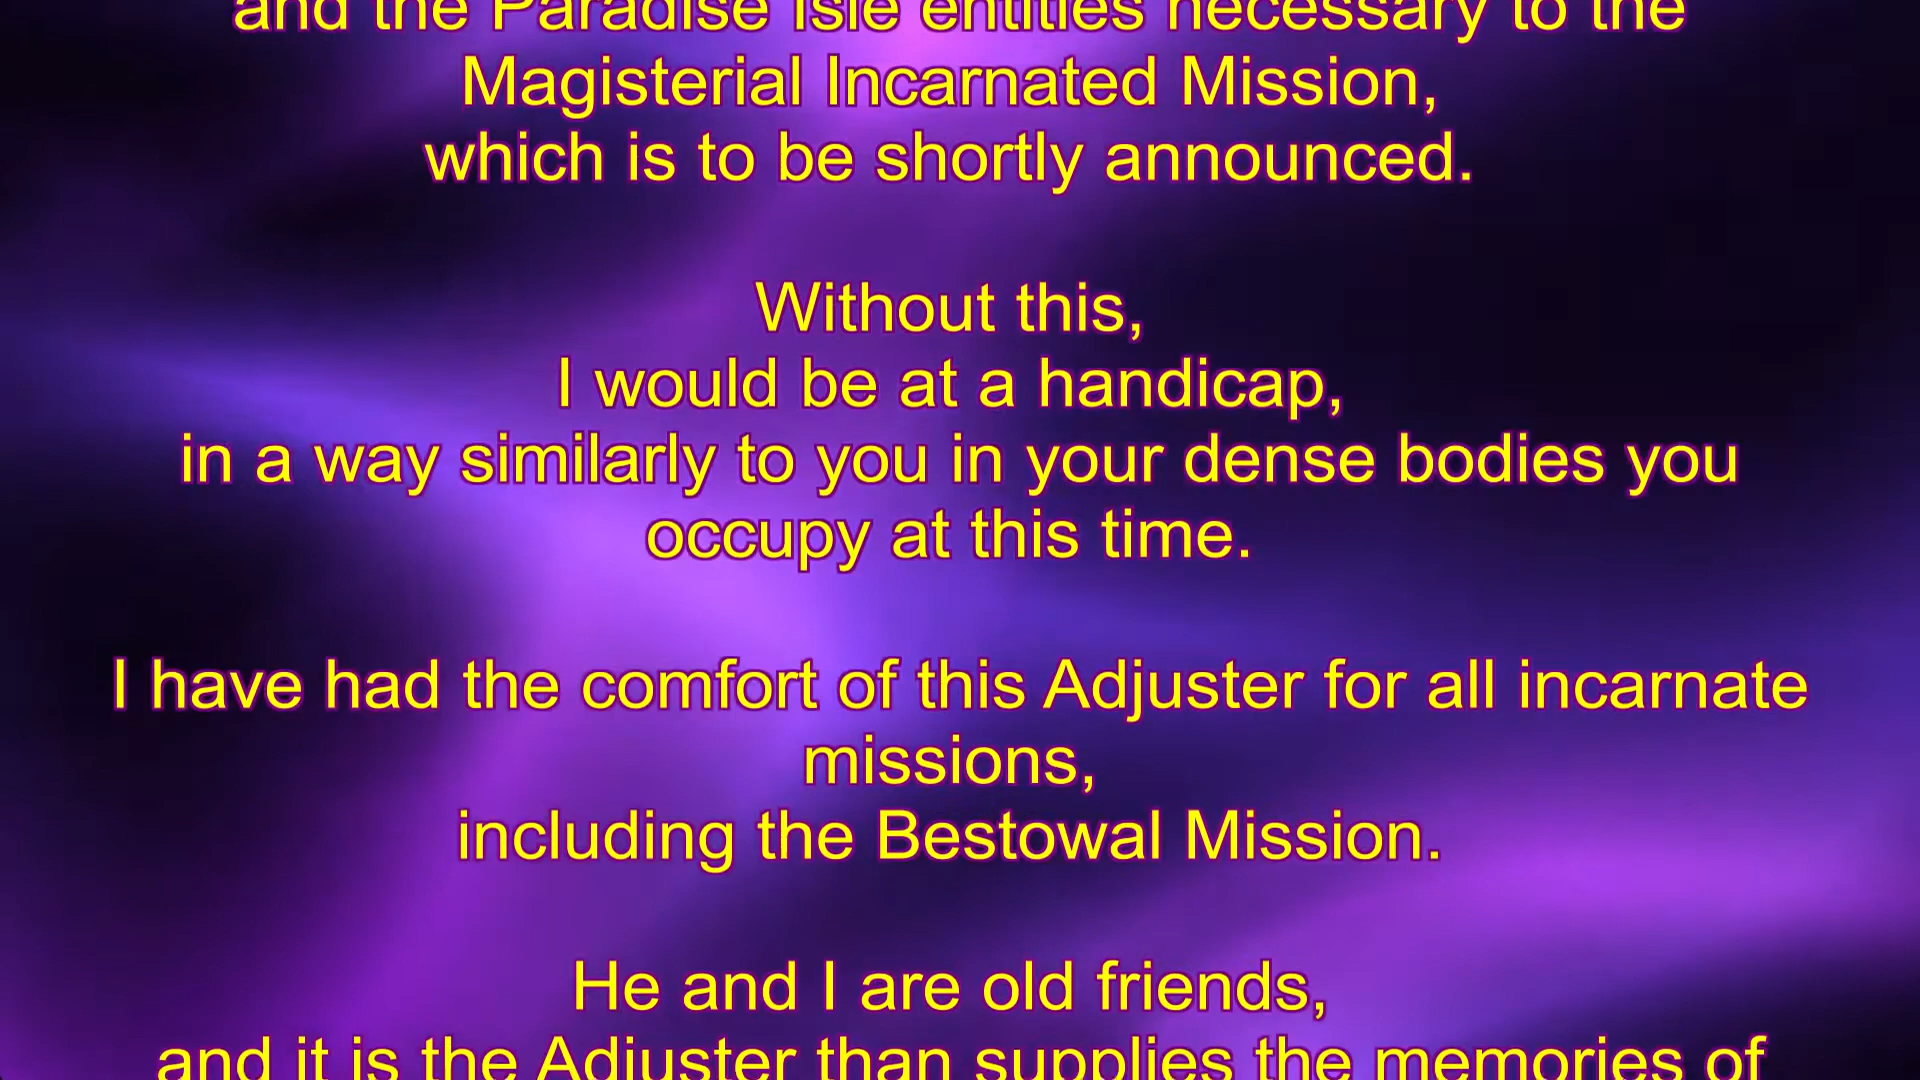 and the Paradise Isle entities necessary to the
Magisterial Incarnated Mission,
which is to be shortly announced.
Without this,
I would be at a handicap,
in a way similarly to you in your dense bodies you
occupy at this time.
I have had the comfort of this Adjuster for all incarnate
missions,
including the Bestowal Mission.
He and I are old friends,
and it is the Adjuster than supplies the memories of